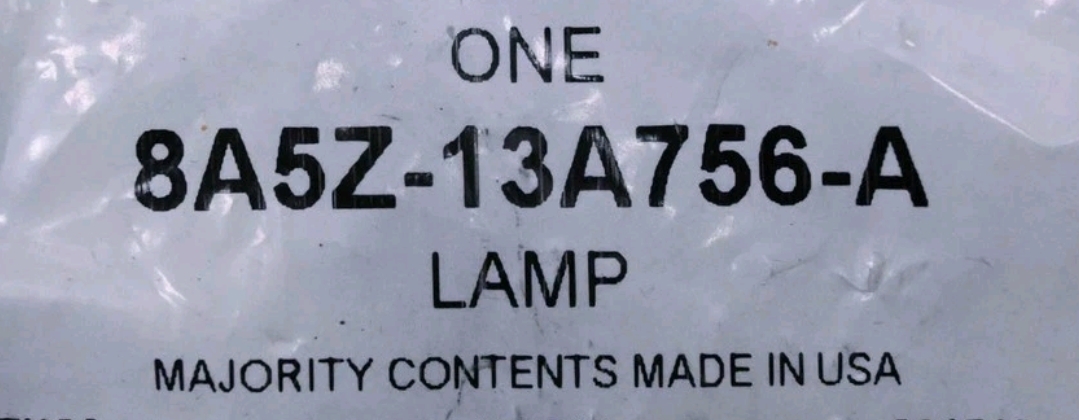 ONE
8A5Z-13A756-A
LAMP
MAJORITY CONTENTS MADE IN USA